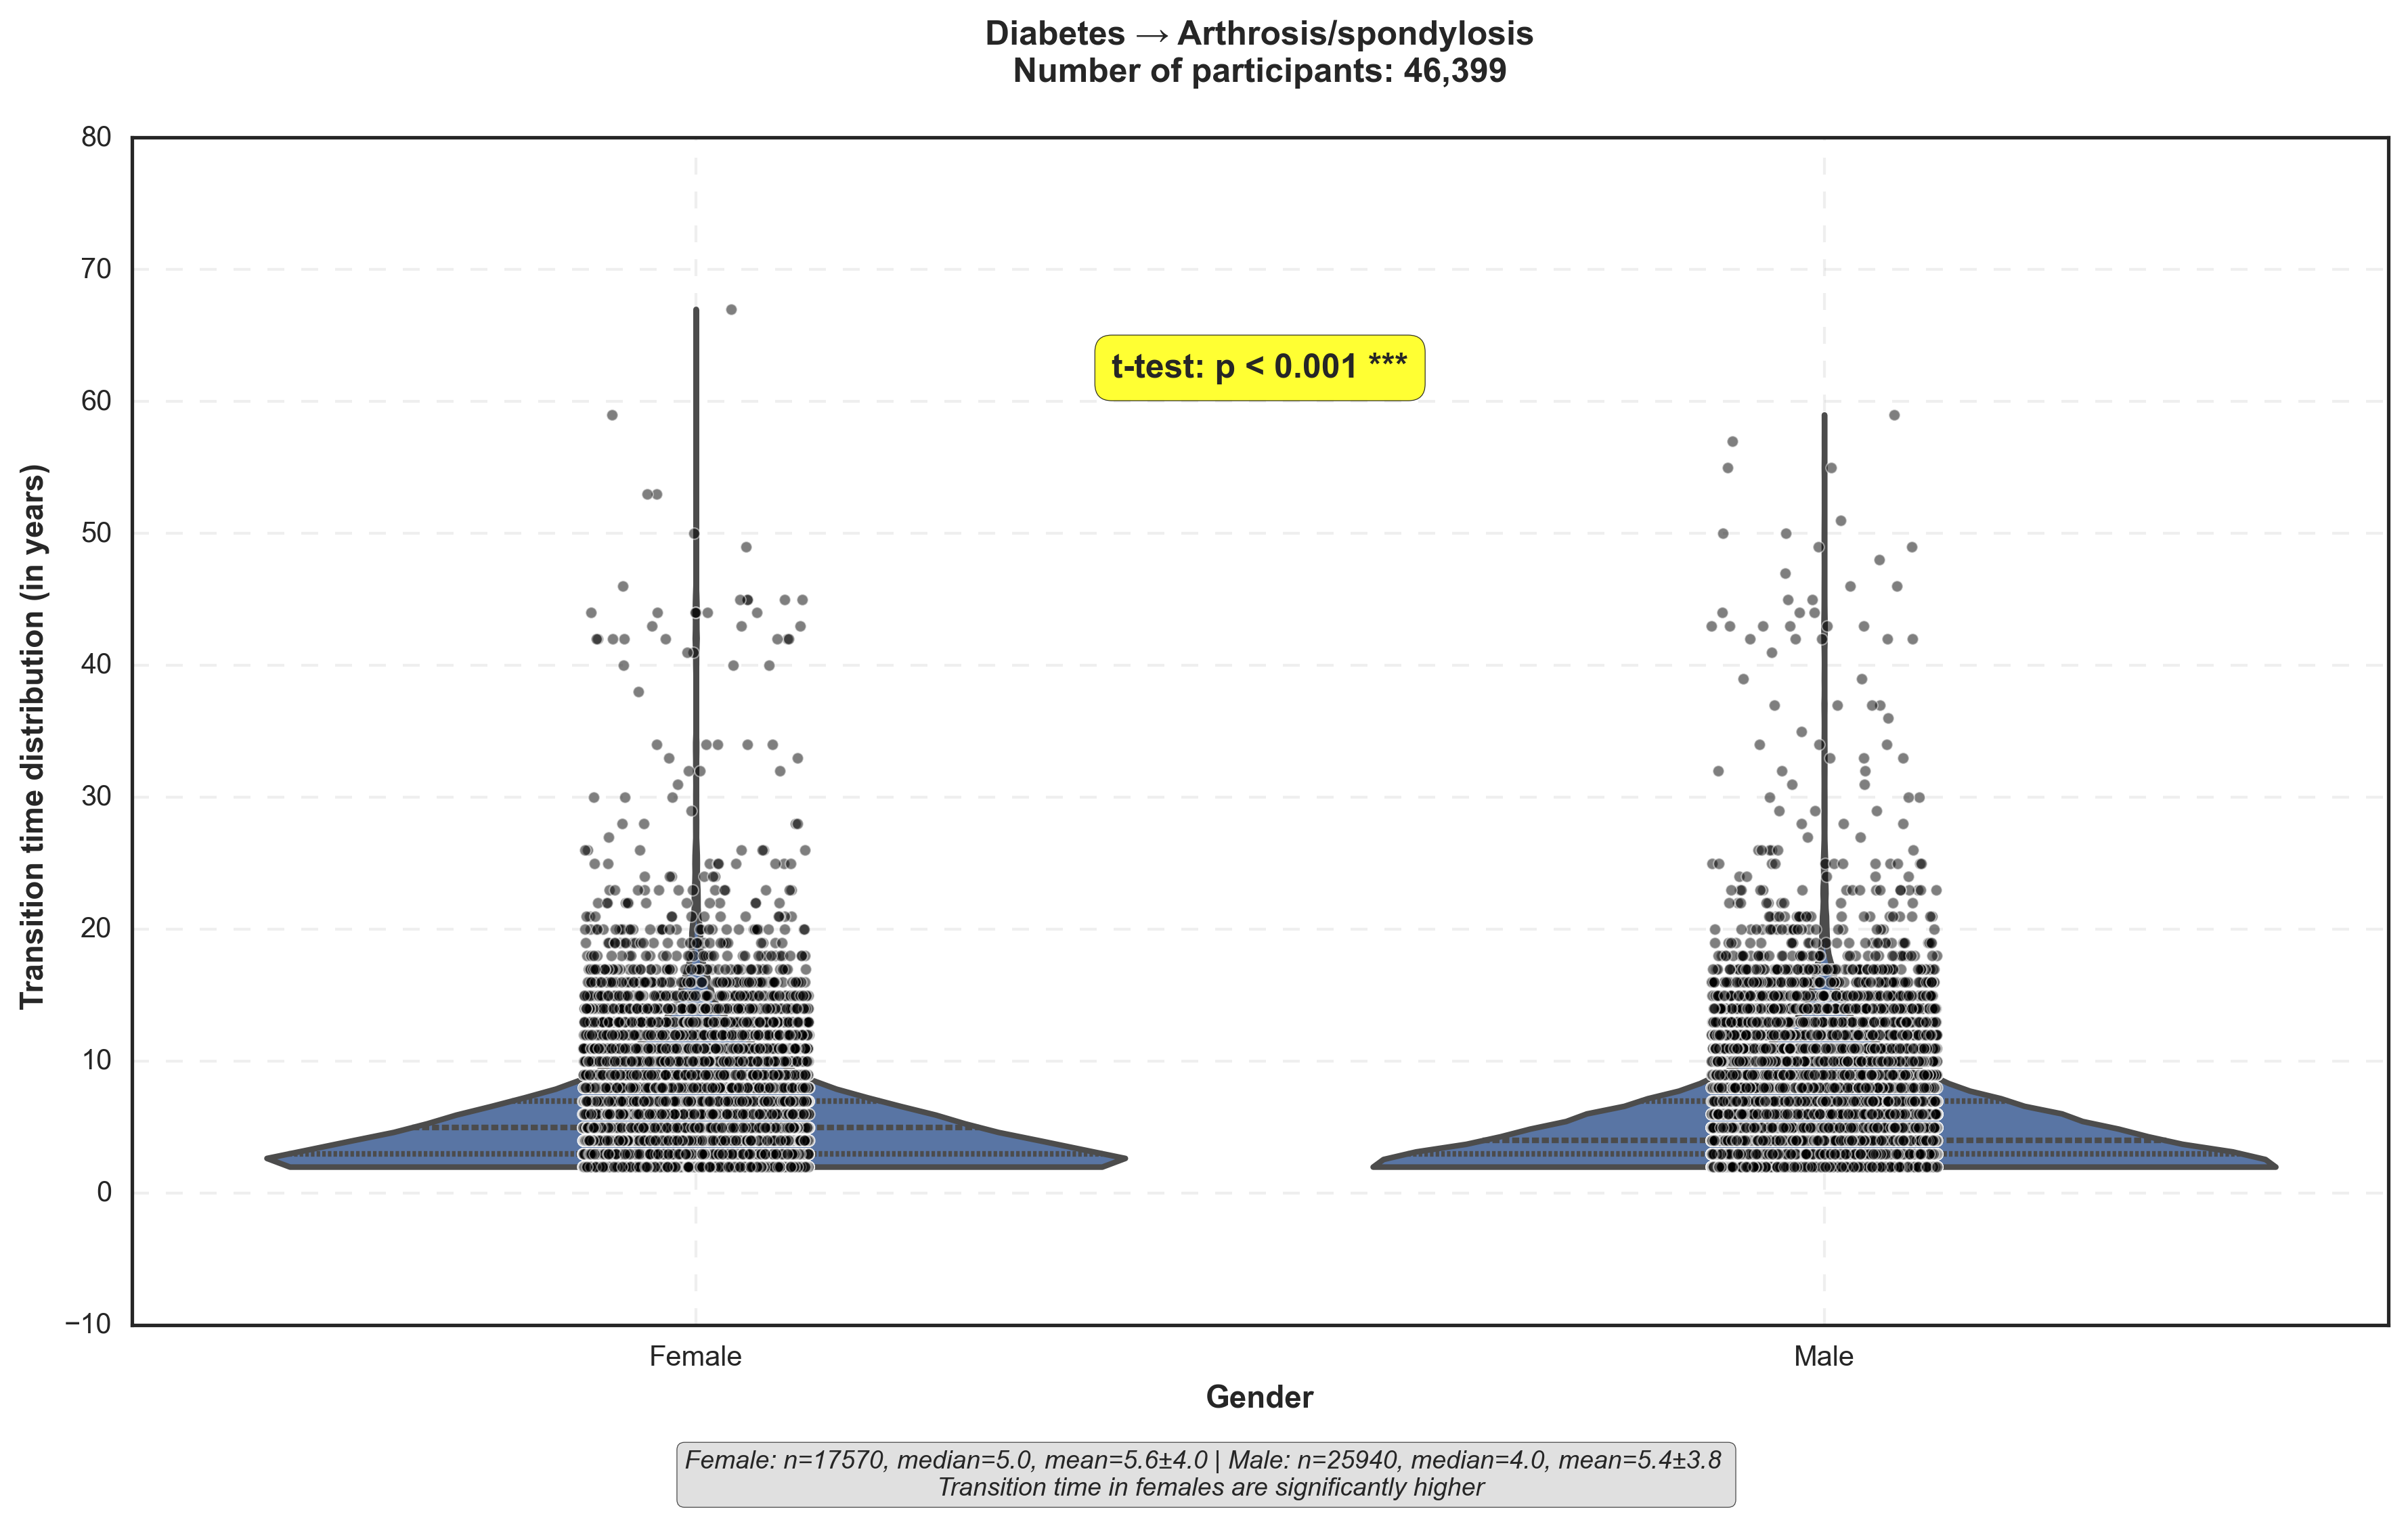 Diabetes → Arthrosis/spondylosis
Number of participants: 46,399
80
70
60
50
40
30
20
10
0
−10
Transition time distribution (in years)
t-test: p < 0.001 ***
Female
Male
Gender
Female: n=17570, median=5.0, mean=5.6±4.0 | Male: n=25940, median=4.0, mean=5.4±3.8
Transition time in females are significantly higher